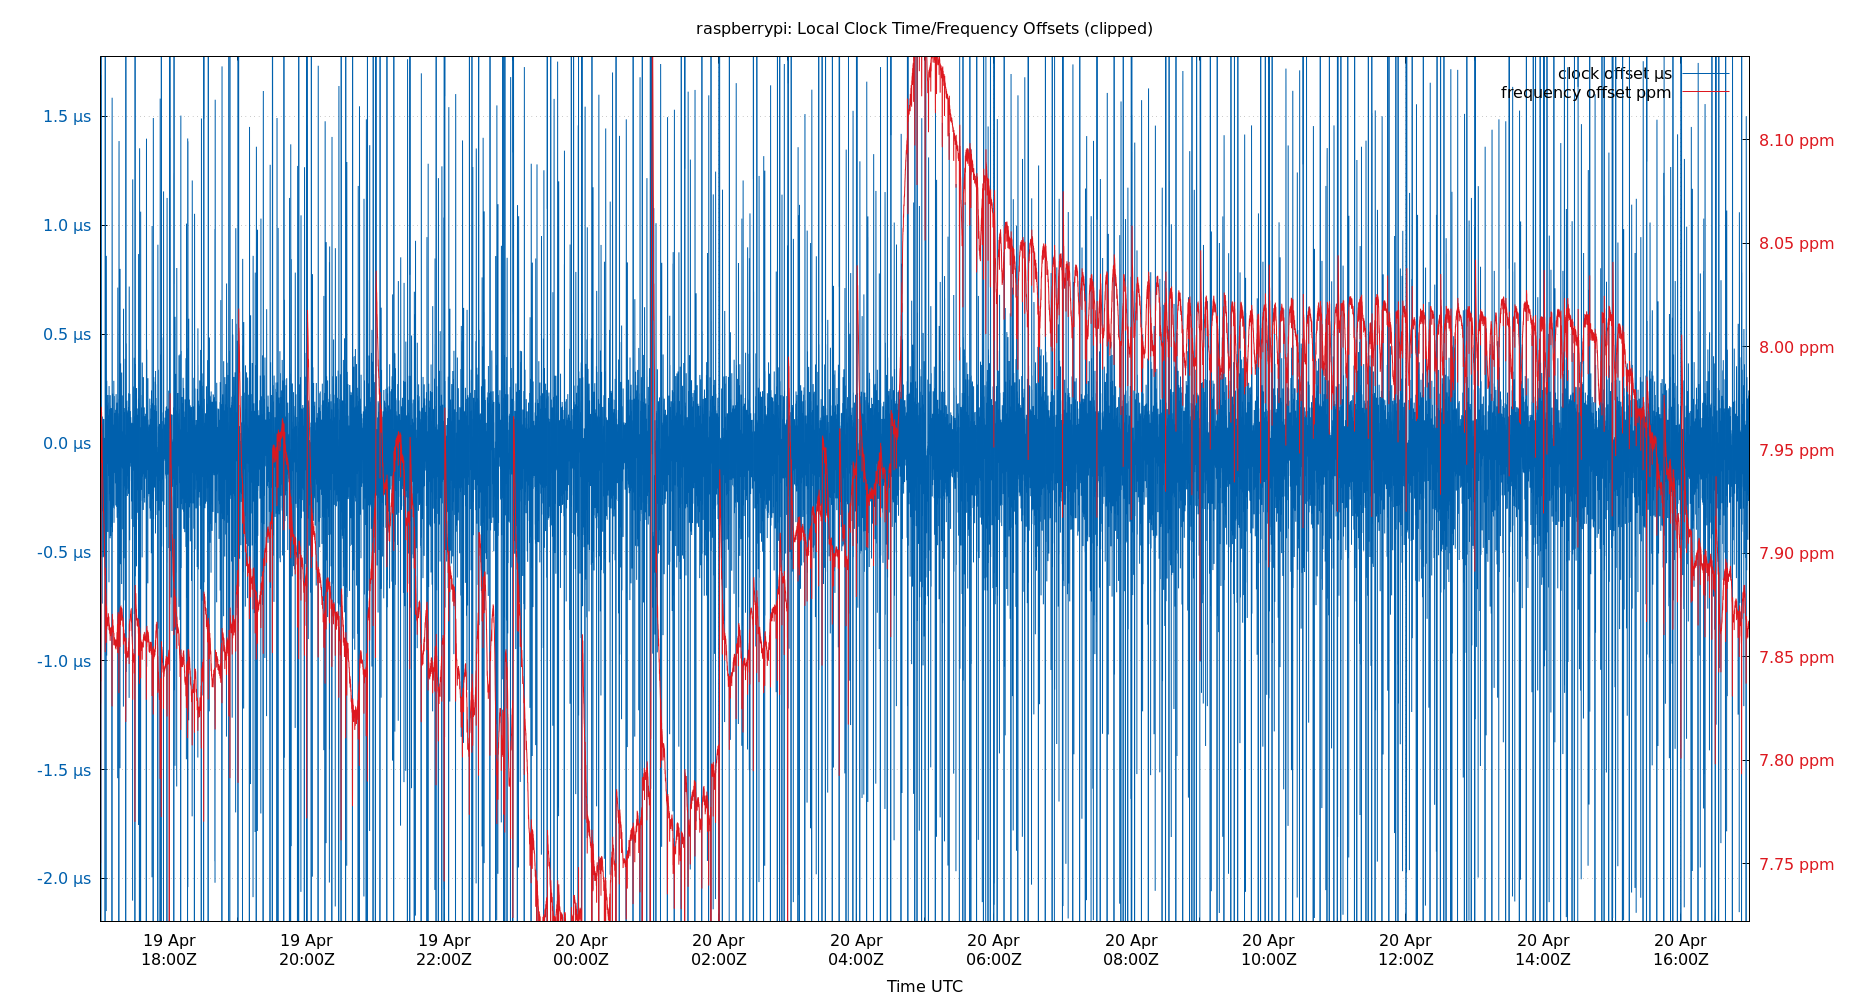 raspberrypi: Local Clock Time/Frequency Offsets (clipped)
clock offset µs
frequency offset ppm
1.5 µs
1.0 µs
0.5 µs
0.0 µs
-0.5 µs
-1.0 µs
-1.5 µs
-2.0 µs
8.10 ppm
8.05 ppm
8.00 ppm
7.95 ppm
7.90 ppm
7.85 ppm
7.80 ppm
7.75 ppm
19 Apr 19 Apr 19 Apr 20 Apr 20 Apr 20 Apr 20 Apr 20 Apr 20 Apr 20 Apr 20 Apr 20 Apr
18:00Z 20:00Z 22:00Z 00:00Z 02:00Z 04:00Z 06:00Z 08:00Z 10:00Z 12:00Z 14:00Z 16:00Z
Time UTC